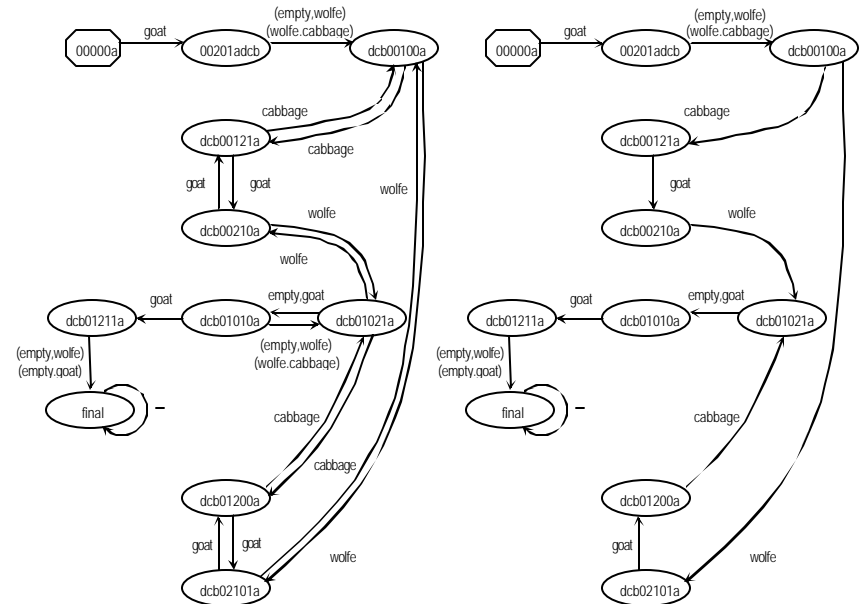 goat
(empty,wolfe)
(wolfe.cabbage)
00000a
00201adcb
dcb00100a
cabbage
dcb00121a
cabbage
goat
goat
wolfe
wolfe
dcb00210a
wolfe
goat
empty,goat
dcb01211a
dcb01010a
dcb01021a
(empty,wolfe)
(empty.goat)
(empty,wolfe)
(wolfe.cabbage)
final
–
cabbage
cabbage
dcb01200a
goat
goat
wolfe
dcb02101a
goat
(empty,wolfe)
(wolfe.cabbage)
00000a
00201adcb
dcb00100a
cabbage
dcb00121a
goat
wolfe
dcb00210a
goat
empty,goat
dcb01211a
dcb01010a
dcb01021a
(empty,wolfe)
(empty.goat)
final
–
cabbage
dcb01200a
goat
wolfe
dcb02101a